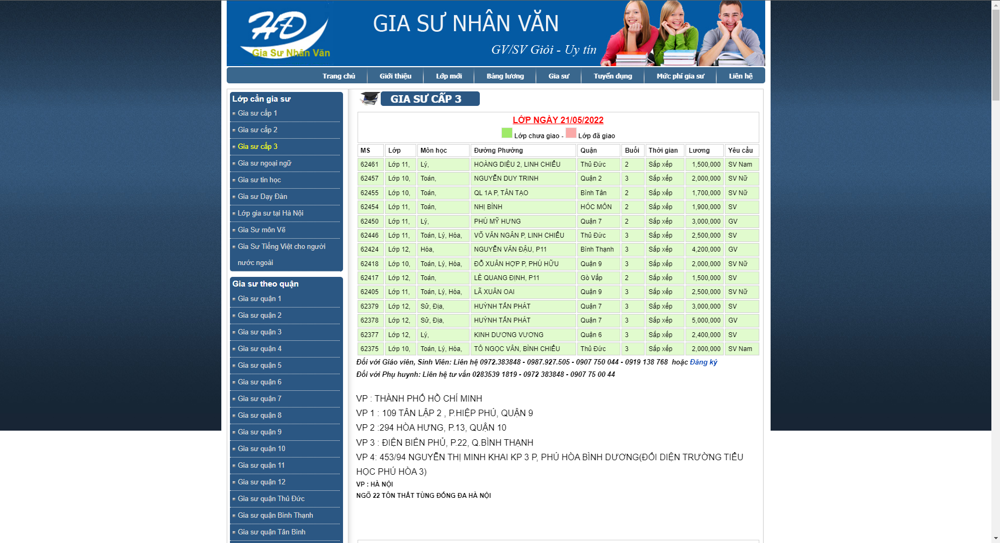 HĐ
Gia Sư Nhân Văn
GIA SƯ NHÂN VĂN
GV/SV Giỏi - Uy tín
Trang chủ Giới thiệu Lớp mới Bảng lương Gia sư Tuyển dụng Mức phí gia sư Liên hệ
Lớp cần gia sư
Gia sư cấp 1
Gia sư cấp 2
Gia sư cấp 3
Gia sư ngoại ngữ
Gia sư tin học
Gia sư Dạy Đàn
Lớp gia sư tại Hà Nội
Gia Sư môn Vẽ
Gia Sư Tiếng Việt cho người
nước ngoài
Gia sư theo quận
Gia sư quận 1
Gia sư quận 2
Gia sư quận 3
Gia sư quận 4
Gia sư quận 5
Gia sư quận 6
Gia sư quận 7
Gia sư quận 8
Gia sư quận 9
Gia sư quận 10
Gia sư quận 11
Gia sư quận 12
Gia sư quận Thủ Đức
Gia sư quận Bình Thạnh
Gia sư quận Tân Bình
GIA SƯ CẤP 3
LỚP NGÀY 21/05/2022
Lớp chưa giao - Lớp đã giao
MS Lớp Môn học Đường Phường Quận Buổi Thời gian Lương Yêu cầu
62461 Lớp 11, Lý, HOÀNG DIỆU 2, LINH CHIỂU Thủ Đức 2 Sắp xếp 1,500,000 SV Nam
62457 Lớp 10, Toán, NGUYỄN DUY TRINH Quận 2 3 Sắp xếp 2,000,000 SV Nữ
62455 Lớp 10, Toán, QL 1A P, TÂN TẠO Bình Tân 2 Sắp xếp 1,700,000 SV Nữ
62454 Lớp 11, Toán, NHỊ BÌNH HÓC MÔN 2 Sắp xếp 1,900,000 SV
62450 Lớp 11, Lý, PHÚ MỸ HƯNG Quận 7 2 Sắp xếp 3,000,000 GV
62446 Lớp 11, Toán, Lý, Hóa, VÕ VĂN NGÂN P, LINH CHIỂU Thủ Đức 3 Sắp xếp 2,500,000 SV
62424 Lớp 12, Hóa, NGUYỄN VĂN ĐẬU, P11 Bình Thạnh 3 Sắp xếp 4,200,000 GV
62418 Lớp 10, Toán, Lý, Hóa, ĐỖ XUÂN HỢP P, PHÚ HỮU Quận 9 3 Sắp xếp 2,000,000 SV Nữ
62417 Lớp 12, Toán, LÊ QUANG ĐỊNH, P11 Gò Vấp 2 Sắp xếp 1,500,000 SV
62405 Lớp 11, Toán, Lý, Hóa, LÃ XUÂN OAI Quận 9 3 Sắp xếp 2,500,000 SV Nữ
62379 Lớp 12, Sử, Địa, HUỲNH TẤN PHÁT Quận 7 3 Sắp xếp 3,000,000 SV
62378 Lớp 12, Sử, Địa, HUỲNH TẤN PHÁT Quận 7 3 Sắp xếp 5,000,000 GV
62377 Lớp 12, Lý, KINH DƯƠNG VƯƠNG Quận 6 3 Sắp xếp 2,400,000 SV
62375 Lớp 10, Toán, Lý, Hóa, TÔ NGỌC VÂN, BÌNH CHIỂU Thủ Đức 3 Sắp xếp 2,000,000 SV Nam
Đối với Giáo viên, Sinh Viên: Liên hệ 0972.383848 - 0987.927.505 - 0907 750 044 - 0919 138 768 hoặc Đăng ký
Đối với Phụ huynh: Liên hệ tư vấn 0283539 1819 - 0972 383848 - 0907 75 00 44
VP : THÀNH PHỐ HỒ CHÍ MINH
VP 1 : 109 TÂN LẬP 2 , P.HIỆP PHÚ, QUẬN 9
VP 2 :294 HÒA HƯNG, P.13, QUẬN 10
VP 3 : ĐIỆN BIÊN PHỦ, P.22, Q.BÌNH THẠNH
VP 4: 453/94 NGUYỄN THỊ MINH KHAI KP 3 P, PHÚ HÒA BÌNH DƯƠNG(ĐỐI DIỆN TRƯỜNG TIỂU
HỌC PHÚ HÒA 3)
VP : HÀ NỘI
NGÕ 22 TÔN THẤT TÙNG ĐỐNG ĐA HÀ NỘI